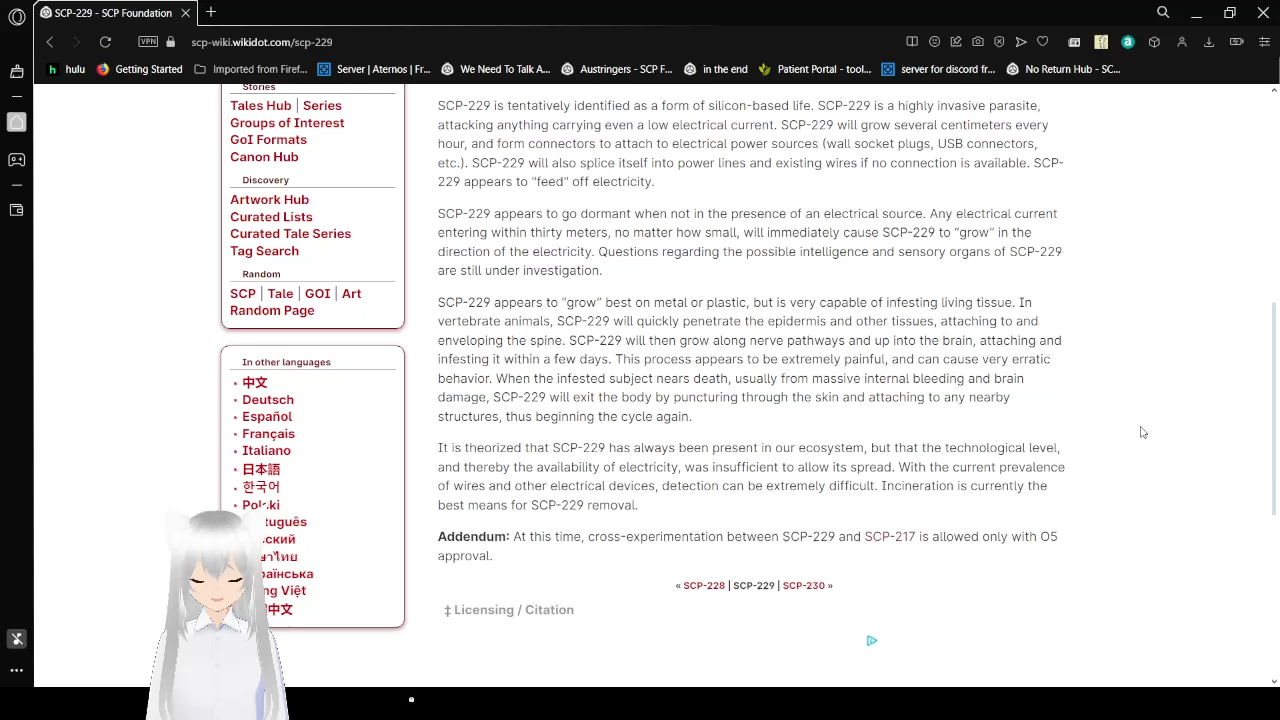 SCP-229 - SCP Foundation
VPN
scp-wiki.wikidot.com/scp-229
hulu
Getting Started
Imported from Firef...
Server | Aternos | Fr...
We Need To Talk A...
Austringers - SCP F...
in the end
Patient Portal - tool...
server for discord fr...
No Return Hub - SC...
Stories
Tales Hub | Series
Groups of Interest
GoI Formats
Canon Hub
Discovery
Artwork Hub
Curated Lists
Curated Tale Series
Tag Search
Random
SCP | Tale | GOI | Art
Random Page
In other languages
中文
Deutsch
Español
Français
Italiano
日本語
한국어
Polski
tuguês
ский
ษาไทย
раїнська
ng Việt
中文
SCP-229 is tentatively identified as a form of silicon-based life. SCP-229 is a highly invasive parasite,
attacking anything carrying even a low electrical current. SCP-229 will grow several centimeters every
hour, and form connectors to attach to electrical power sources (wall socket plugs, USB connectors,
etc.). SCP-229 will also splice itself into power lines and existing wires if no connection is available. SCP-
229 appears to "feed" off electricity.
SCP-229 appears to go dormant when not in the presence of an electrical source. Any electrical current
entering within thirty meters, no matter how small, will immediately cause SCP-229 to “grow” in the
direction of the electricity. Questions regarding the possible intelligence and sensory organs of SCP-229
are still under investigation.
SCP-229 appears to “grow” best on metal or plastic, but is very capable of infesting living tissue. In
vertebrate animals, SCP-229 will quickly penetrate the epidermis and other tissues, attaching to and
enveloping the spine. SCP-229 will then grow along nerve pathways and up into the brain, attaching and
infesting it within a few days. This process appears to be extremely painful, and can cause very erratic
behavior. When the infested subject nears death, usually from massive internal bleeding and brain
damage, SCP-229 will exit the body by puncturing through the skin and attaching to any nearby
structures, thus beginning the cycle again.
It is theorized that SCP-229 has always been present in our ecosystem, but that the technological level,
and thereby the availability of electricity, was insufficient to allow its spread. With the current prevalence
of wires and other electrical devices, detection can be extremely difficult. Incineration is currently the
best means for SCP-229 removal.
Addendum: At this time, cross-experimentation between SCP-229 and SCP-217 is allowed only with O5
approval.
« SCP-228 | SCP-229 | SCP-230 »
‡ Licensing / Citation